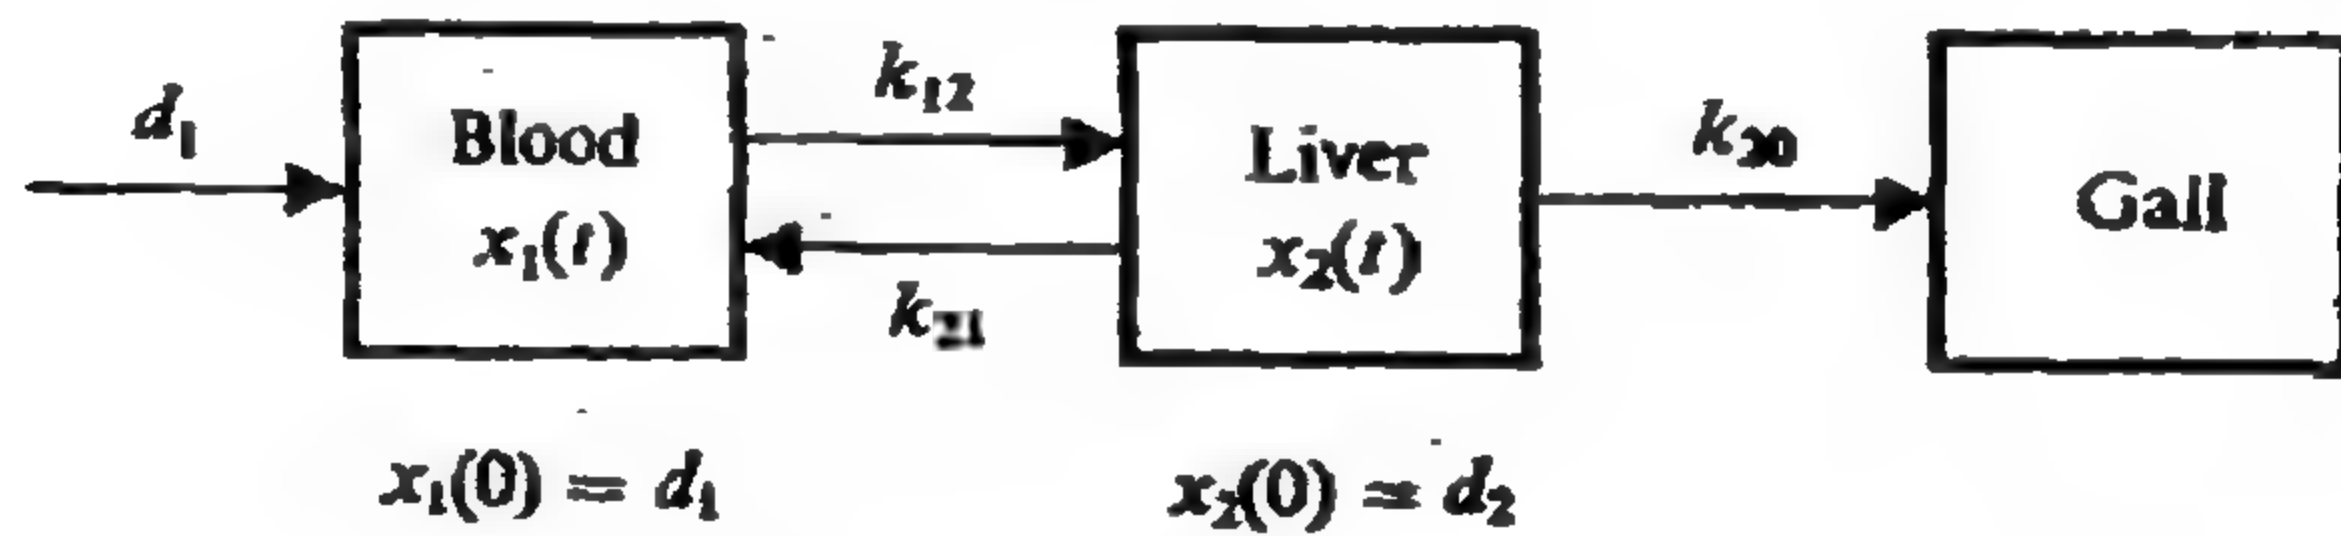 d₁
Blood
x₁(t)
k₁₂
k₂₁
Liver
x₂(t)
k₂₀
Gall
x₁(0) = d₁
x₂(0) = d₂